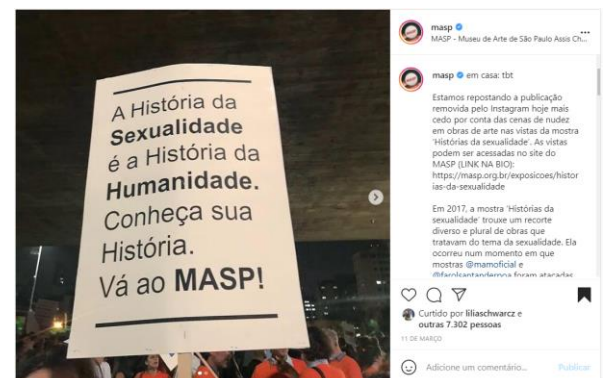 A História da
Sexualidade
é a História da
Humanidade.
Conheça sua
História.
Vá ao MASP!
masp
MASP - Museu de Arte de São Paulo Assis Ch...
masp em casa: tbt
Estamos repostando a publicação
removida pelo Instagram hoje mais
cedo por conta das cenas de nudez
em obras de arte nas vistas da mostra
'Histórias da sexualidade'. As vistas
podem ser acessadas no site do
MASP (LINK NA BIO):
https://masp.org.br/exposicoes/histor
ias-da-sexualidade
Em 2017, a mostra 'Histórias da
sexualidade' trouxe um recorte
diverso e plural de obras que
tratavam do tema da sexualidade. Ela
ocorreu num momento em que
mostras @mamoficial e
@farolsantanderpoa foram atacadas
Curtido por liliaschwarcz e
outras 7.302 pessoas
11 DE MARÇO
Adicione um comentário...
Publicar